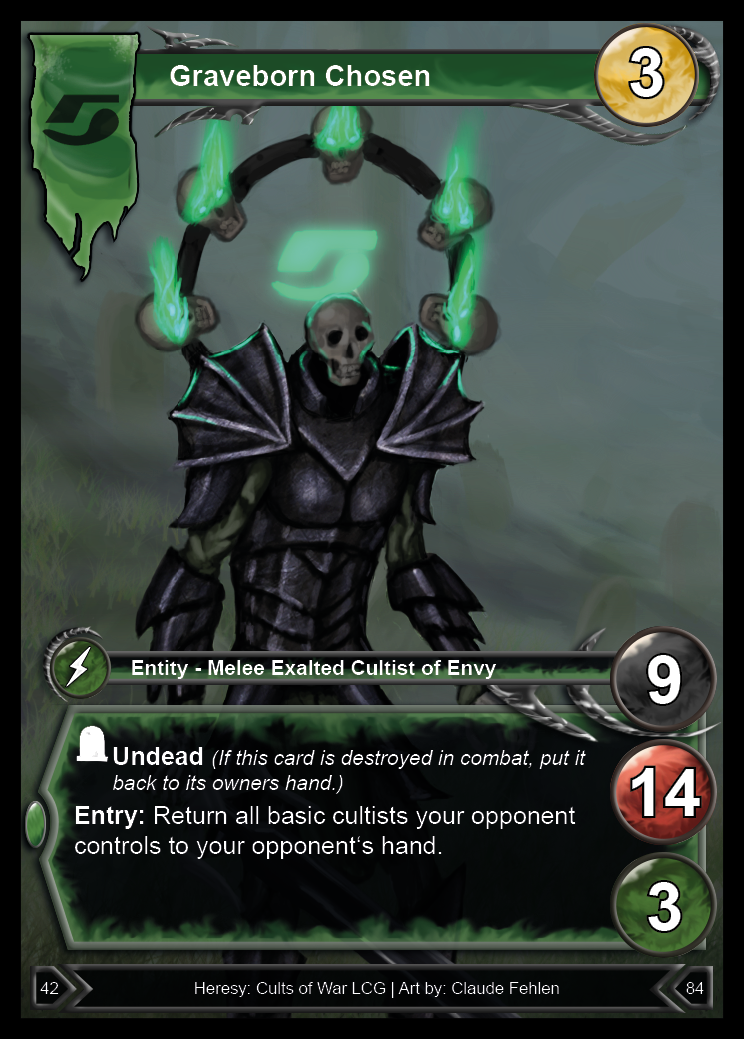 Graveborn Chosen
3
Entity - Melee Exalted Cultist of Envy
9
Undead (If this card is destroyed in combat, put it
back to its owners hand.)
14
Entry: Return all basic cultists your opponent
controls to your opponent‘s hand.
3
42
Heresy: Cults of War LCG | Art by: Claude Fehlen
84